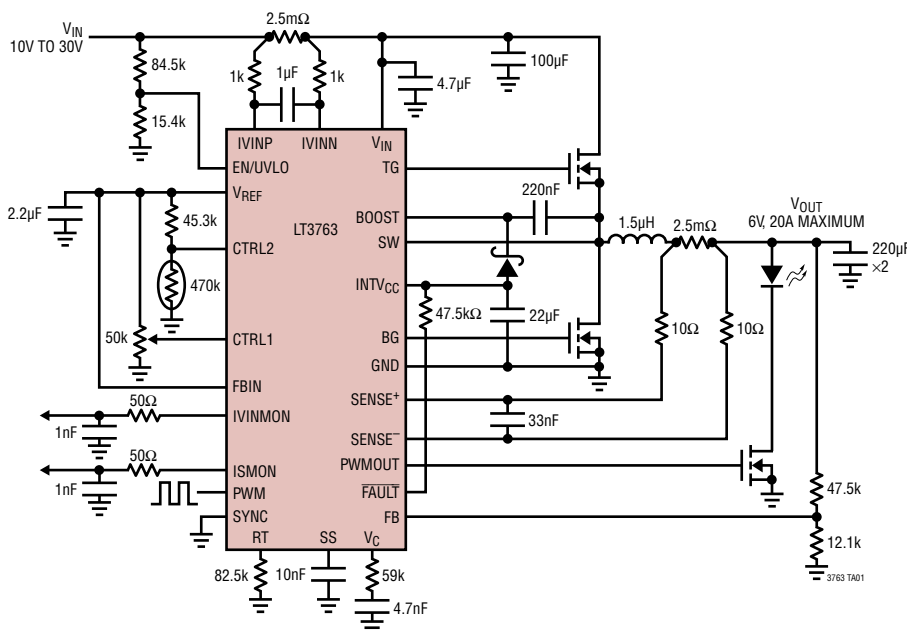 2.5mΩ
VIN
10V TO 30V
84.5k
1k
1µF
1k
4.7µF
100µF
15.4k
IVINP
IVINN
VIN
EN/UVLO
TG
VREF
220nF
2.2µF
45.3k
LT3763
BOOST
VOUT
6V, 20A MAXIMUM
1.5µH
2.5mΩ
CTRL2
SW
220µF
×2
470k
INTVCC
47.5kΩ
22µF
10Ω
10Ω
50k
CTRL1
BG
GND
FBIN
SENSE+
50Ω
IVINMON
33nF
1nF
SENSE−
50Ω
ISMON
PWMOUT
1nF
PWM
FAULT
47.5k
SYNC
FB
RT
SS
VC
12.1k
82.5k
10nF
59k
3763 TA01
4.7nF